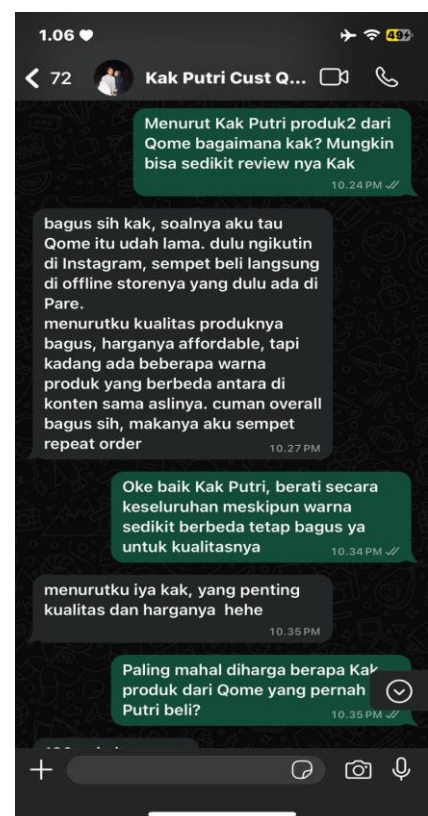 1.06
49
72
Kak Putri Cust Q...
Menurut Kak Putri produk2 dari
Qome bagaimana kak? Mungkin
bisa sedikit review nya Kak
10.24 PM
bagus sih kak, soalnya aku tau
Qome itu udah lama. dulu ngikutin
di Instagram, sempet beli langsung
di offline storenya yang dulu ada di
Pare.
menurutku kualitas produknya
bagus, harganya affordable, tapi
kadang ada beberapa warna
produk yang berbeda antara di
konten sama aslinya. cuman overall
bagus sih, makanya aku sempet
repeat order
10.27 PM
Oke baik Kak Putri, berati secara
keseluruhan meskipun warna
sedikit berbeda tetap bagus ya
untuk kualitasnya
10.34 PM
menurutku iya kak, yang penting
kualitas dan harganya hehe
10.35 PM
Paling mahal diharga berapa Kak
produk dari Qome yang pernah
Putri beli?
10.35 PM